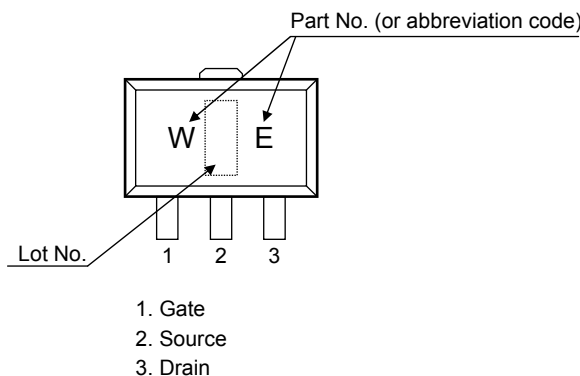 Part No. (or abbreviation code)
W E
Lot No.
1 2 3
1. Gate
2. Source
3. Drain